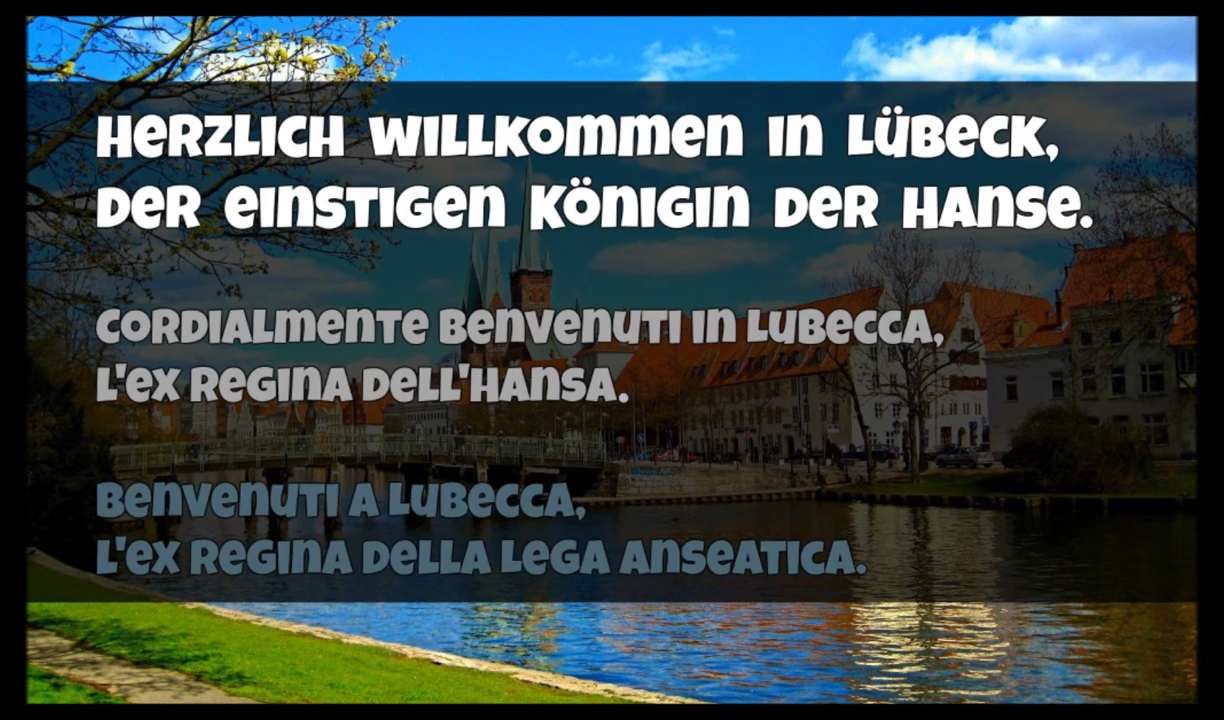 Herzlich willkommen in Lübeck,
der einstigen Königin der Hanse.
Cordialmente benvenuti in Lubecca,
l'ex regina dell'Hansa.
Benvenuti a Lubecca,
l'ex regina della Lega Anseatica.